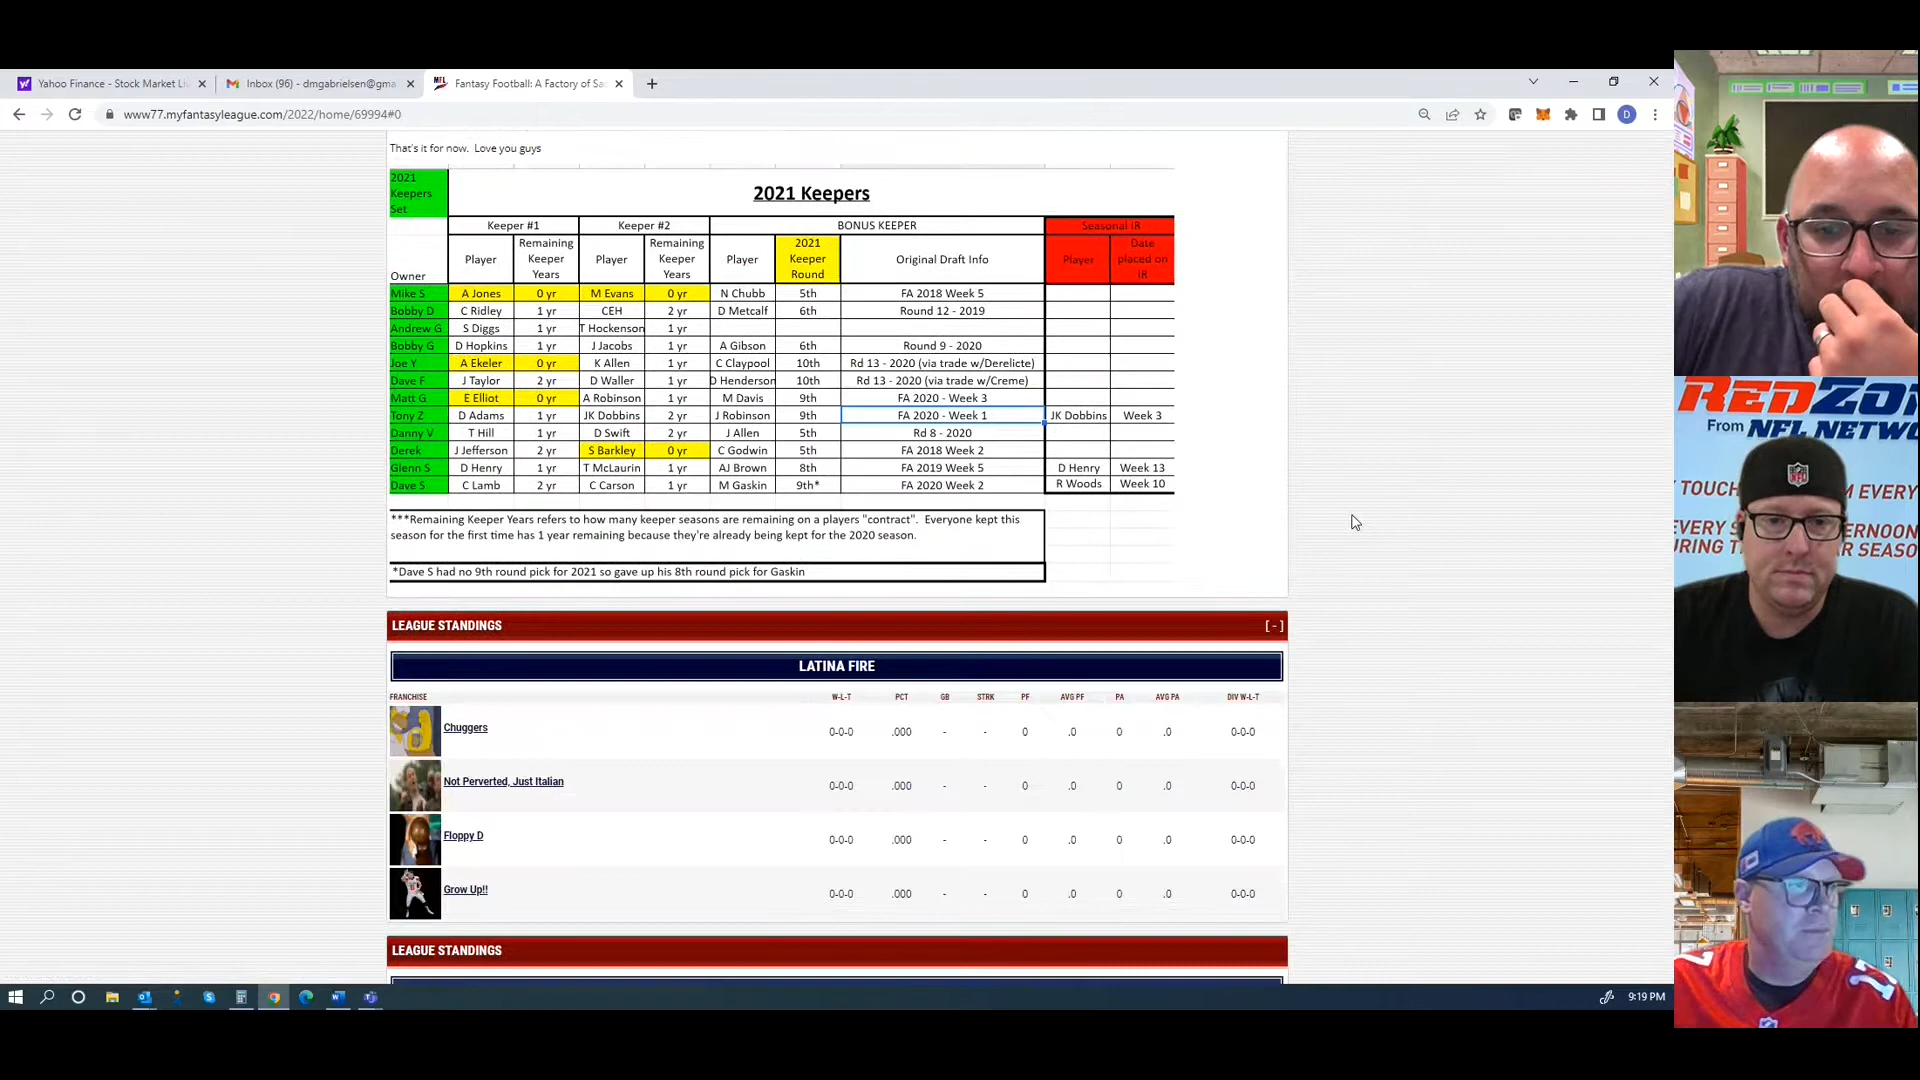 Yahoo Finance - Stock Market Li
Inbox (96) - dmgabrielsen@gma
Fantasy Football: A Factory of Sa
www77.myfantasyleague.com/2022/home/69994#0
D
That's it for now. Love you guys
2021 Keepers Set
2021 Keepers
Keeper #1 Keeper #2 BONUS KEEPER Seasonal IR
Owner Player Remaining Keeper Years Player Remaining Keeper Years Player 2021 Keeper Round Original Draft Info Player Date placed on IR
Mike S A Jones 0 yr M Evans 0 yr N Chubb 5th FA 2018 Week 5
Bobby D C Ridley 1 yr CEH 2 yr D Metcalf 6th Round 12 - 2019
Andrew G S Diggs 1 yr T Hockenson 1 yr
Bobby G D Hopkins 1 yr J Jacobs 1 yr A Gibson 6th Round 9 - 2020
Joe Y A Ekeler 0 yr K Allen 1 yr C Claypool 10th Rd 13 - 2020 (via trade w/Derelicte)
Dave F J Taylor 2 yr D Waller 1 yr D Henderson 10th Rd 13 - 2020 (via trade w/Creme)
Matt G E Elliot 0 yr A Robinson 1 yr M Davis 9th FA 2020 - Week 3
Tony Z D Adams 1 yr JK Dobbins 2 yr J Robinson 9th FA 2020 - Week 1 JK Dobbins Week 3
Danny V T Hill 1 yr D Swift 2 yr J Allen 5th Rd 8 - 2020
Derek J Jefferson 2 yr S Barkley 0 yr C Godwin 5th FA 2018 Week 2
Glenn S D Henry 1 yr T McLaurin 1 yr AJ Brown 8th FA 2019 Week 5 D Henry Week 13
Dave S C Lamb 2 yr C Carson 1 yr M Gaskin 9th* FA 2020 Week 2 R Woods Week 10
***Remaining Keeper Years refers to how many keeper seasons are remaining on a players "contract". Everyone kept this
season for the first time has 1 year remaining because they're already being kept for the 2020 season.
*Dave S had no 9th round pick for 2021 so gave up his 8th round pick for Gaskin
LEAGUE STANDINGS [-]
LATINA FIRE
FRANCHISE W-L-T PCT GB STRK PF AVG PF PA AVG PA DIV W-L-T
Chuggers 0-0-0 .000 - - 0 .0 0 .0 0-0-0
Not Perverted, Just Italian 0-0-0 .000 - - 0 .0 0 .0 0-0-0
Floppy D 0-0-0 .000 - - 0 .0 0 .0 0-0-0
Grow Up!! 0-0-0 .000 - - 0 .0 0 .0 0-0-0
LEAGUE STANDINGS
9:19 PM
REDZO
From NFL NETW
TOUCH M EVERY
EVERY S ERNOON
URING T R SEASO
NFL
17